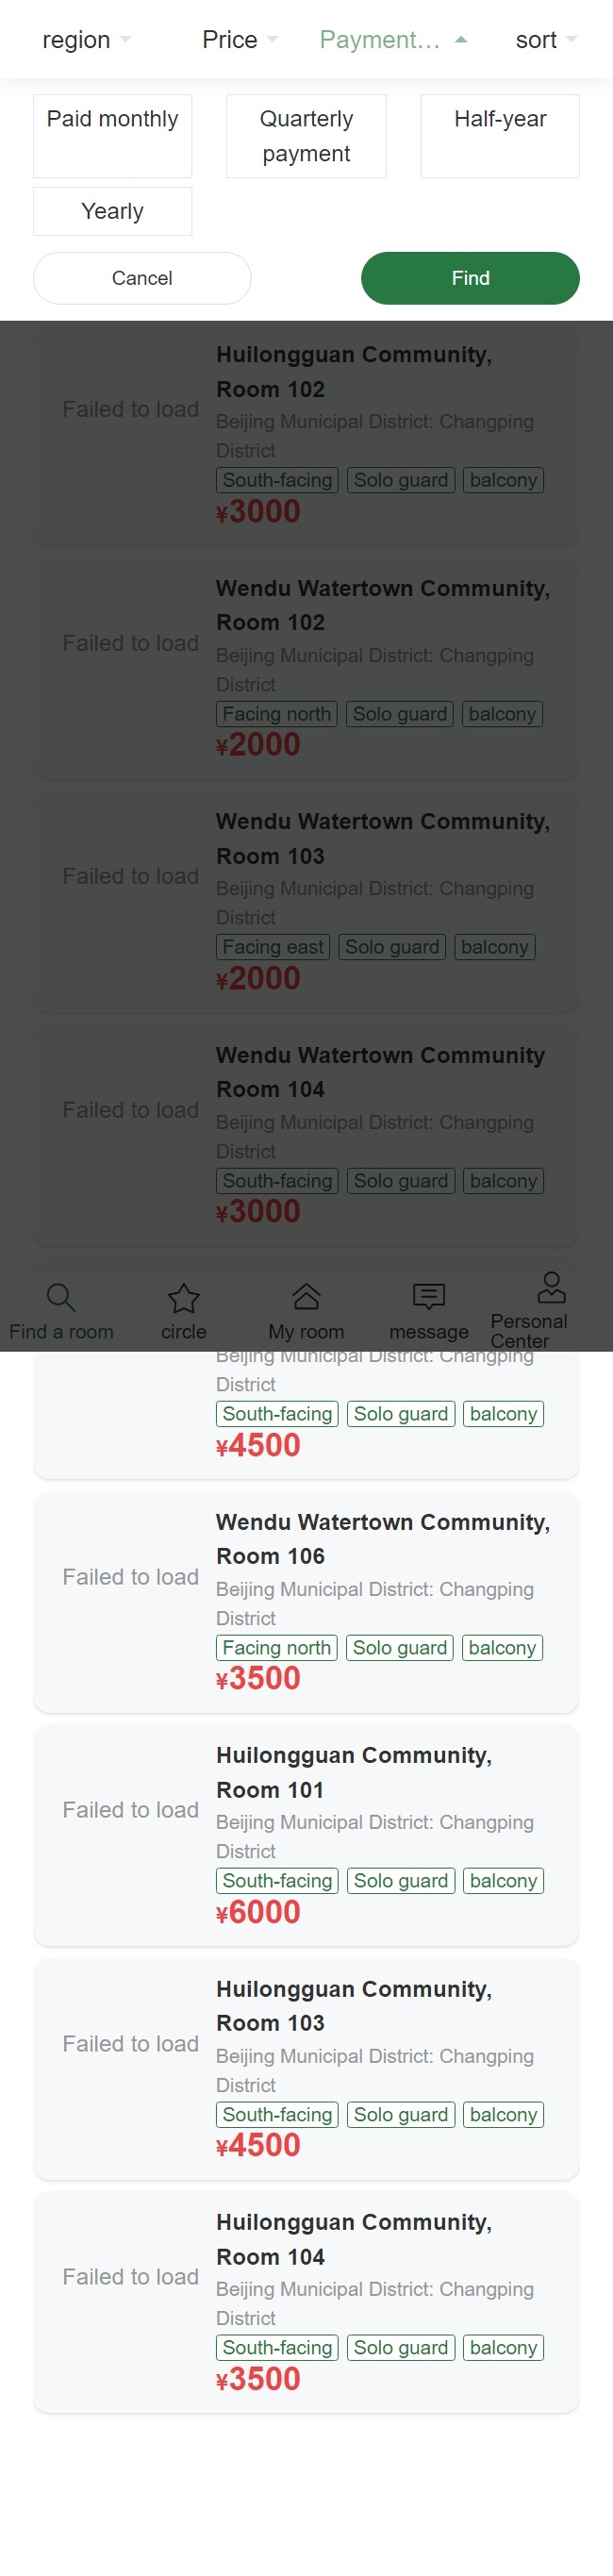 region
Price
Payment...
sort
Paid monthly
Quarterly
payment
Half-year
Yearly
Cancel
Find
Failed to load
Huilongguan Community,
Room 102
Beijing Municipal District: Changping
District
South-facing
Solo guard
balcony
¥3000
Failed to load
Wendu Watertown Community,
Room 102
Beijing Municipal District: Changping
District
Facing north
Solo guard
balcony
¥2000
Failed to load
Wendu Watertown Community,
Room 103
Beijing Municipal District: Changping
District
Facing east
Solo guard
balcony
¥2000
Failed to load
Wendu Watertown Community
Room 104
Beijing Municipal District: Changping
District
South-facing
Solo guard
balcony
¥3000
Find a room
circle
My room
message
Personal
Center
Beijing Municipal District: Changping
District
South-facing
Solo guard
balcony
¥4500
Failed to load
Wendu Watertown Community,
Room 106
Beijing Municipal District: Changping
District
Facing north
Solo guard
balcony
¥3500
Failed to load
Huilongguan Community,
Room 101
Beijing Municipal District: Changping
District
South-facing
Solo guard
balcony
¥6000
Failed to load
Huilongguan Community,
Room 103
Beijing Municipal District: Changping
District
South-facing
Solo guard
balcony
¥4500
Failed to load
Huilongguan Community,
Room 104
Beijing Municipal District: Changping
District
South-facing
Solo guard
balcony
¥3500